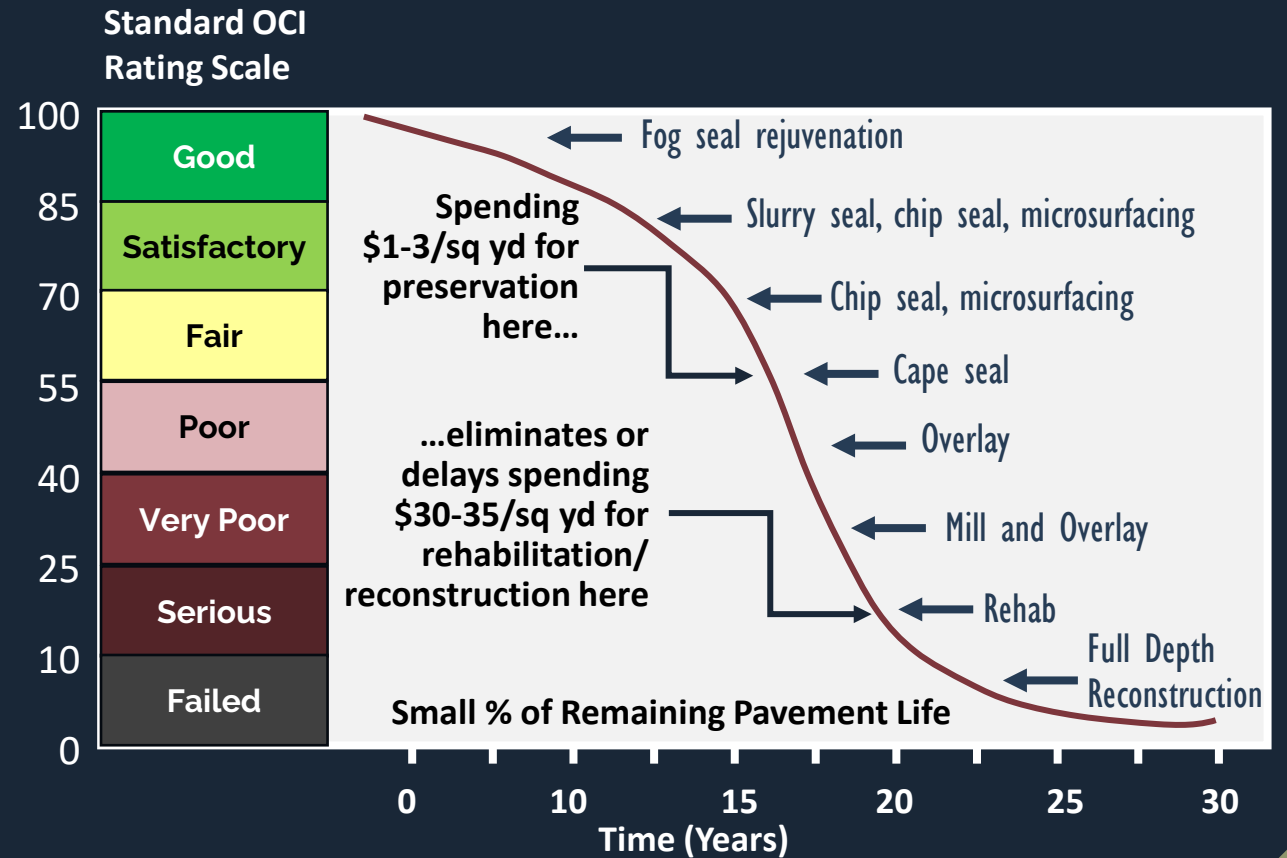 Standard OCI
Rating Scale
100
Good
85
Satisfactory
70
Fair
55
Poor
40
Very Poor
25
Serious
10
Failed
0
Fog seal rejuvenation
Slurry seal, chip seal, microsurfacing
Spending
$1-3/sq yd for
preservation
here…
Chip seal, microsurfacing
Cape seal
Overlay
…eliminates or
delays spending
$30-35/sq yd for
rehabilitation/
reconstruction here
Mill and Overlay
Rehab
Full Depth
Reconstruction
Small % of Remaining Pavement Life
0 10 15 20 25 30
Time (Years)